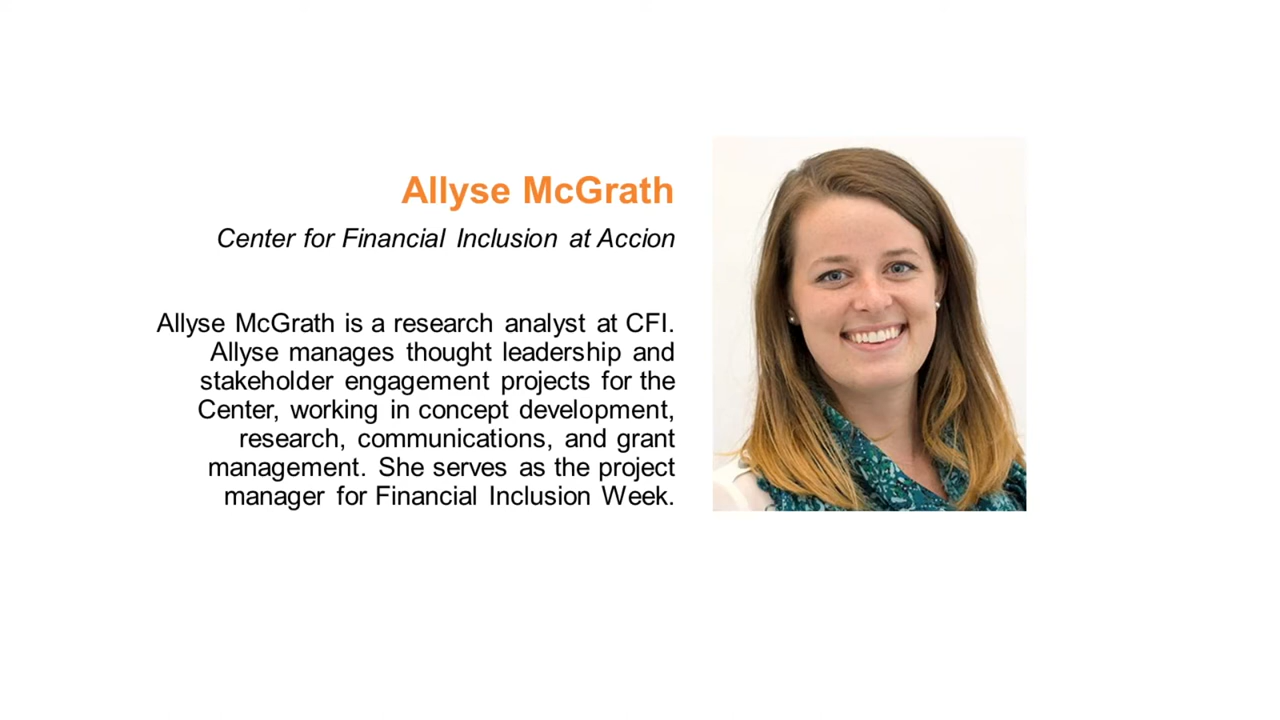 Allyse McGrath
Center for Financial Inclusion at Accion
Allyse McGrath is a research analyst at CFI.
Allyse manages thought leadership and
stakeholder engagement projects for the
Center, working in concept development,
research, communications, and grant
management. She serves as the project
manager for Financial Inclusion Week.